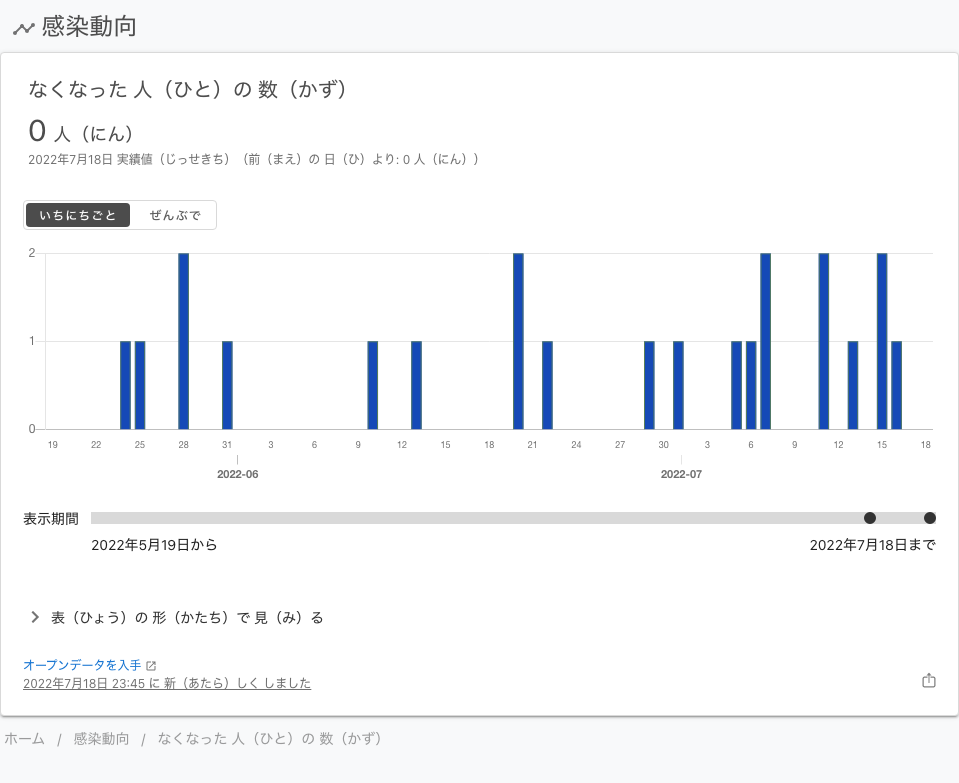 感染動向
なくなった 人（ひと）の 数（かず）
0 人（にん）
2022年7月18日 実績値（じっせきち）（前（まえ）の 日（ひ）より: 0 人（にん））
いちにちごと ぜんぶで
2
1
0
19 22 25 28 31 3 6 9 12 15 18 21 24 27 30 3 6 9 12 15 18
2022-06 2022-07
表示期間
2022年5月19日から 2022年7月18日まで
表（ひょう）の 形（かたち）で 見（み）る
オープンデータを入手
2022年7月18日 23:45 に 新（あたら）しく しました
ホーム / 感染動向 / なくなった 人（ひと）の 数（かず）